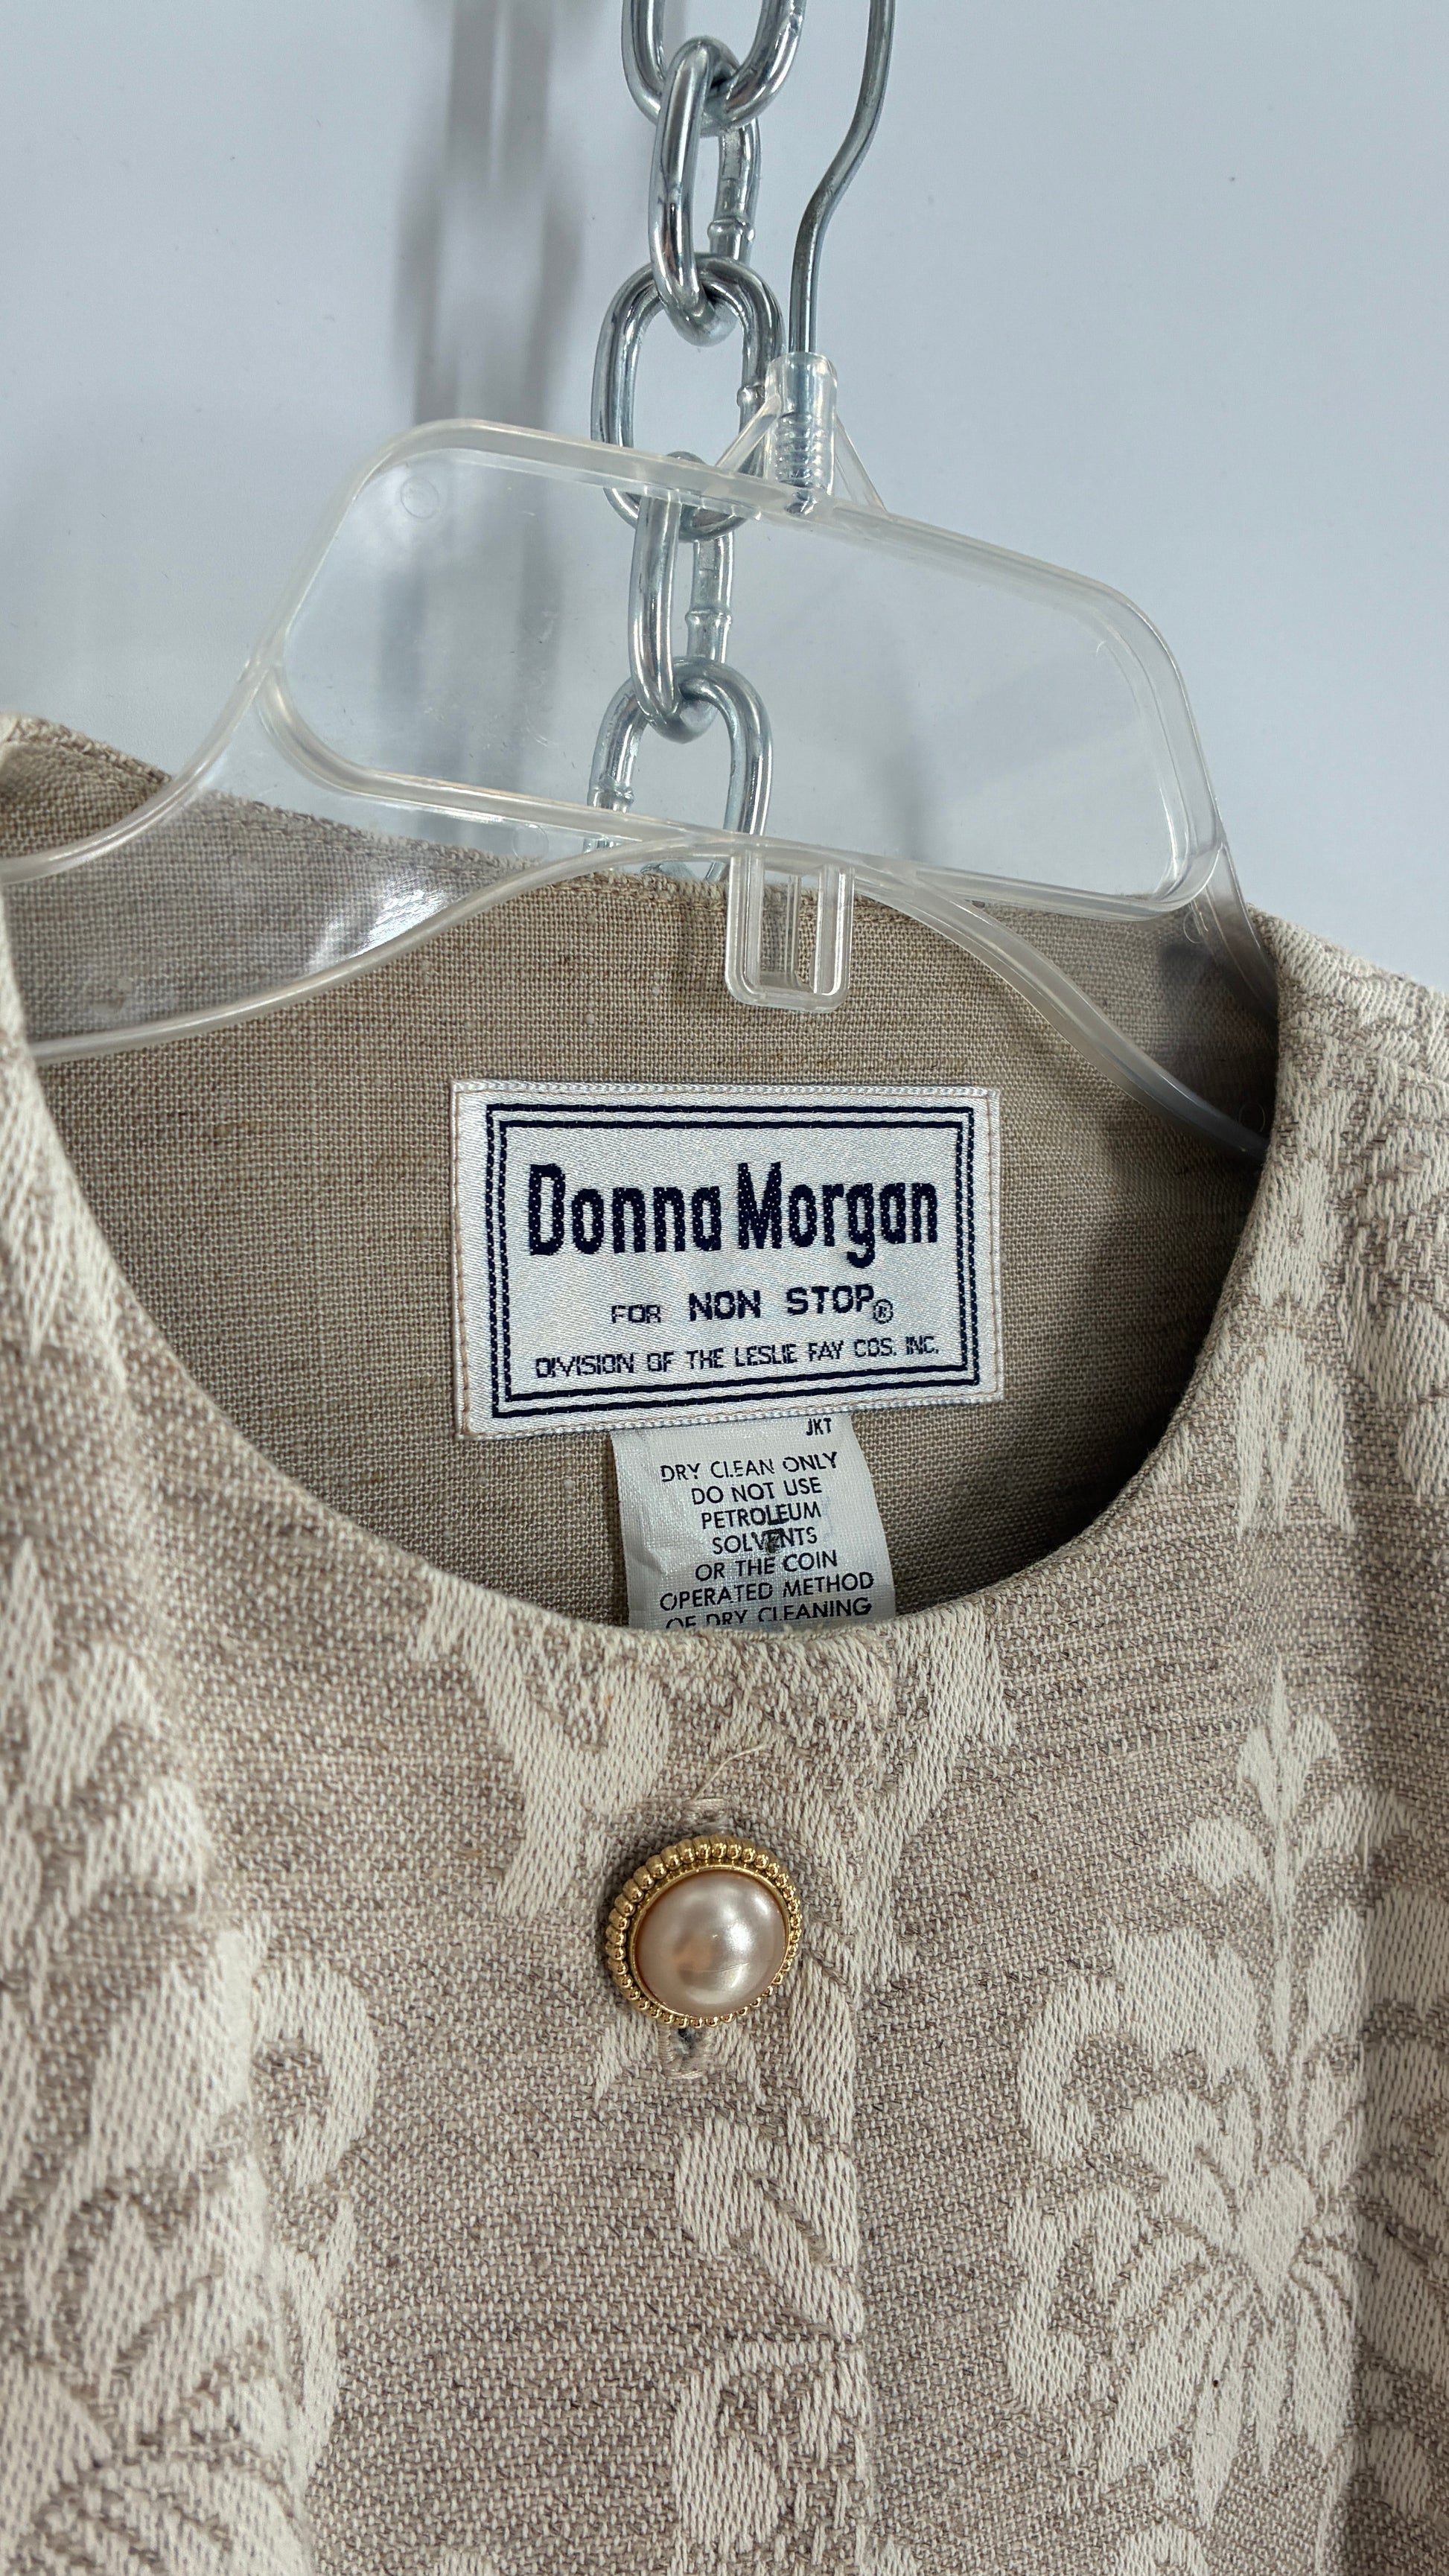 Donna Morgan
FOR NON STOP®
DIVISION OF THE LESLIE FAY COS. INC.
JKT
DRY CLEAN ONLY
DO NOT USE
PETROLEUM
SOLVENTS
OR THE COIN
OPERATED METHOD
OF DRY CLEANING